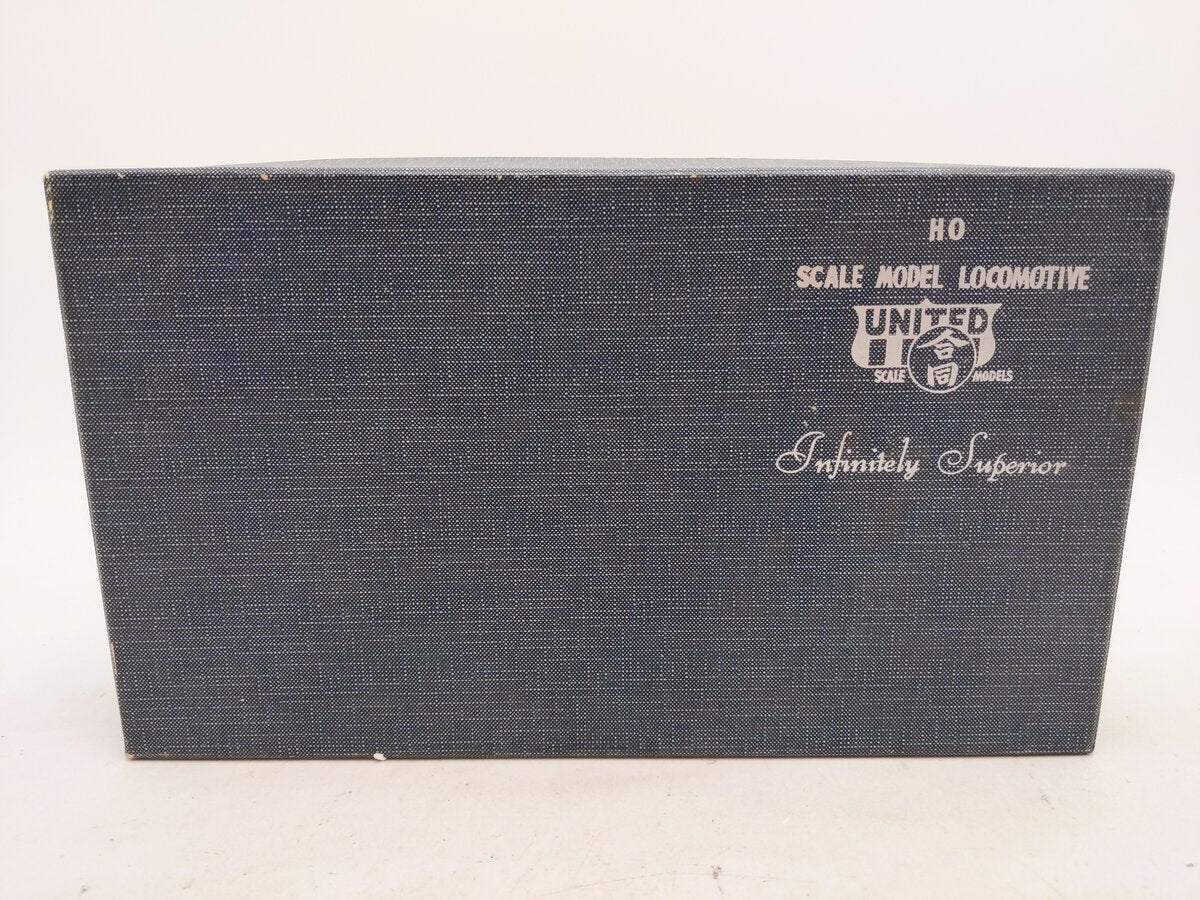 HO
SCALE MODEL LOCOMOTIVE
UNITED
合同
SCALE MODELS
Infinitely Superior